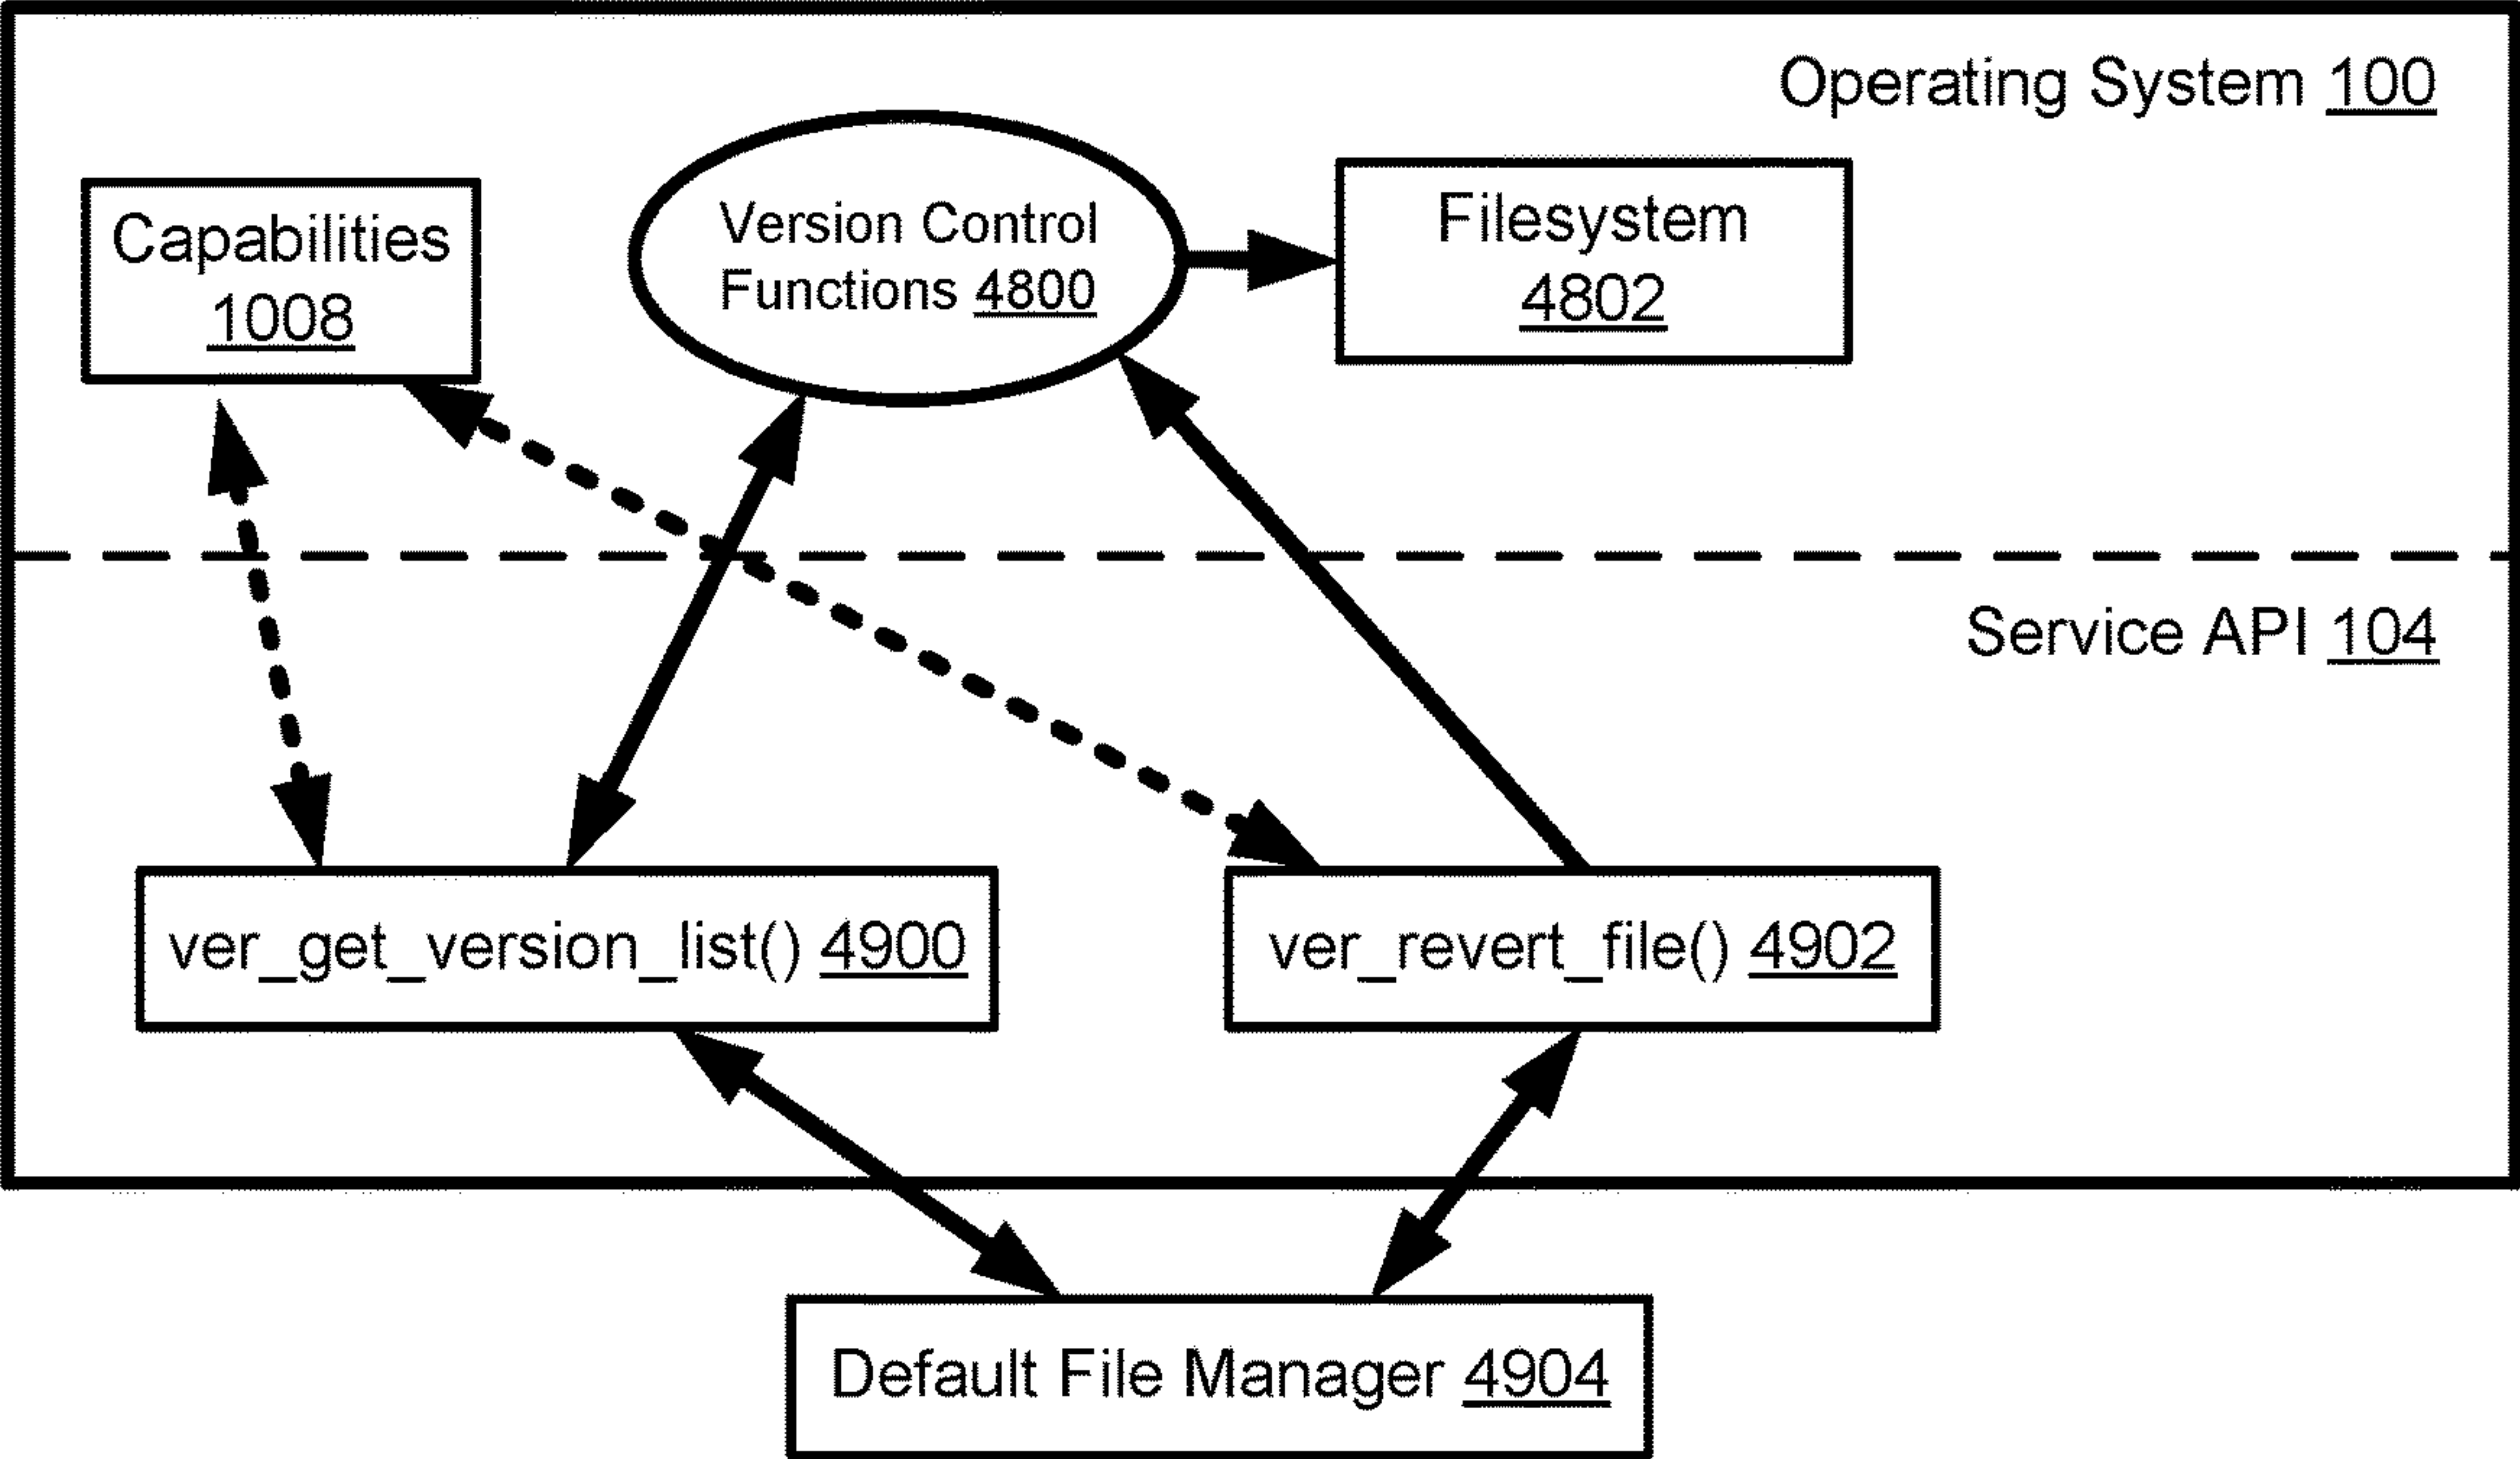 Operating System 100
Capabilities
1008
Version Control
Functions 4800
Filesystem
4802
Service API 104
ver_get_version_list() 4900
ver_revert_file() 4902
Default File Manager 4904